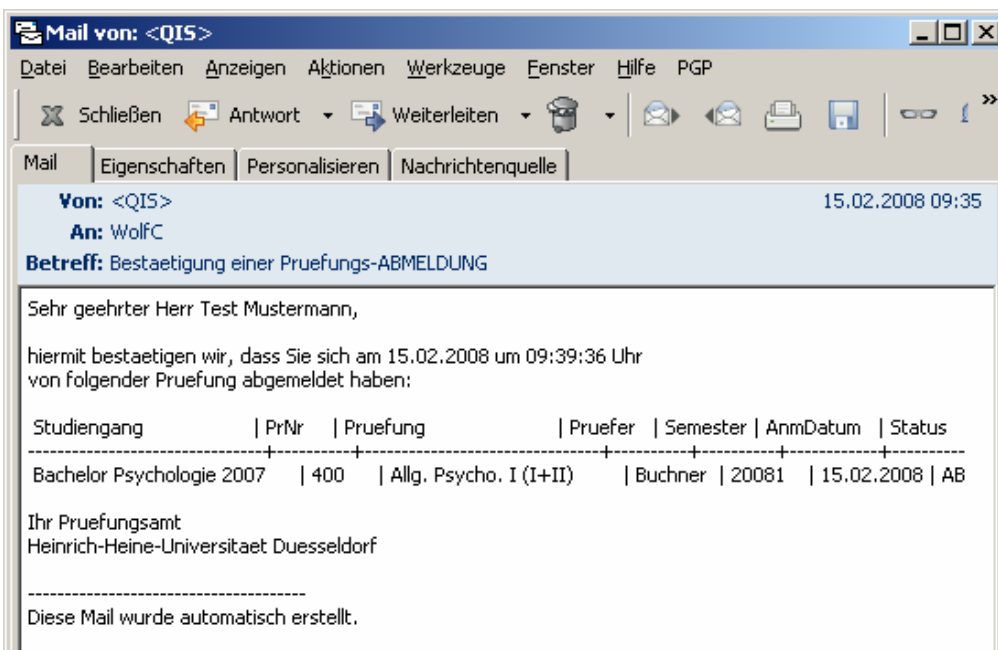 Mail von: <QIS>
Datei Bearbeiten Anzeigen Aktionen Werkzeuge Fenster Hilfe PGP
Schließen Antwort Weiterleiten »
Mail Eigenschaften Personalisieren Nachrichtenquelle
Von: <QIS> 15.02.2008 09:35
An: WolfC
Betreff: Bestaetigung einer Pruefungs-ABMELDUNG
Sehr geehrter Herr Test Mustermann,
hiermit bestaetigen wir, dass Sie sich am 15.02.2008 um 09:39:36 Uhr
von folgender Pruefung abgemeldet haben:
Studiengang | PrNr | Pruefung | Pruefer | Semester | AnmDatum | Status
--------------------------------+-----------+------------------------------+-----------+-----------+------------+----------
Bachelor Psychologie 2007 | 400 | Allg. Psycho. I (I+II) | Buchner | 20081 | 15.02.2008 | AB
Ihr Pruefungsamt
Heinrich-Heine-Universitaet Duesseldorf
-------------------------------------
Diese Mail wurde automatisch erstellt.